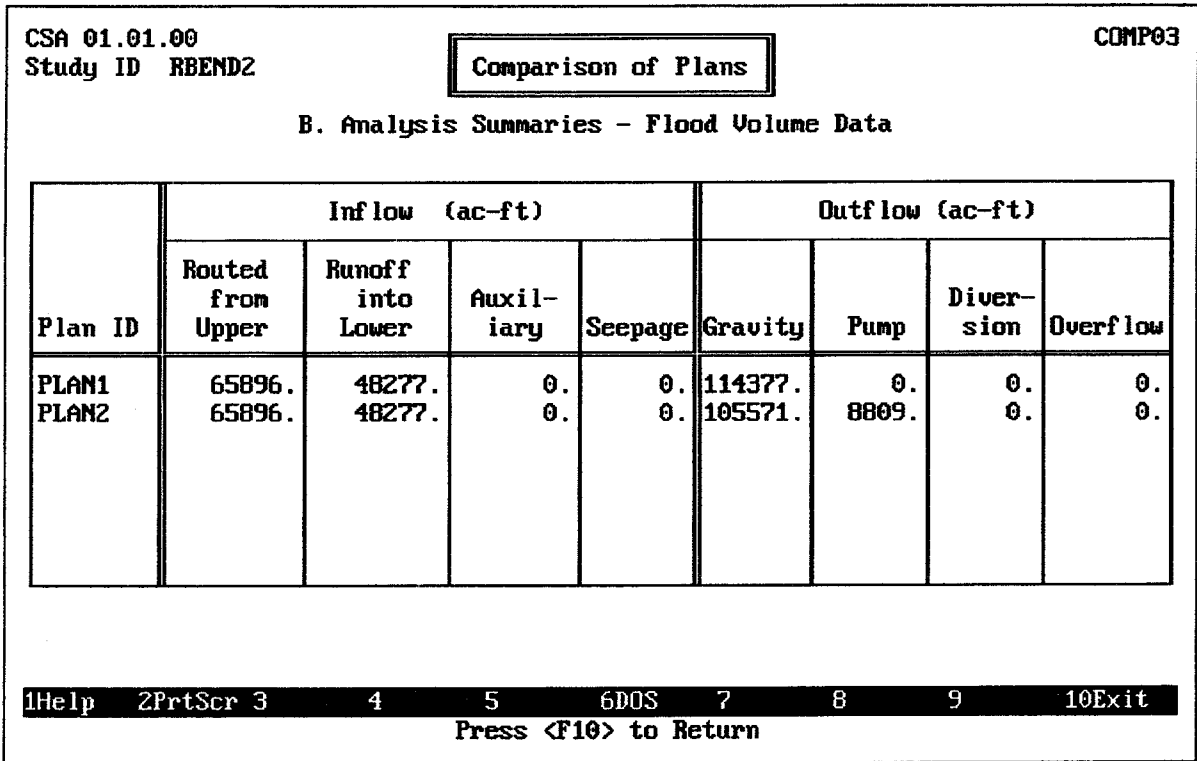 CSA 01.01.00 COMP03
Study ID RBEND2 Comparison of Plans
B. Analysis Summaries - Flood Volume Data
Inflow (ac-ft) Outflow (ac-ft)
Routed Runoff
from into Auxil- Diver-
Plan ID Upper Lower iary Seepage Gravity Pump sion Overflow
PLAN1 65896. 48277. 0. 0. 114377. 0. 0. 0.
PLAN2 65896. 48277. 0. 0. 105571. 8809. 0. 0.
1Help 2PrtScr 3 4 5 6DOS 7 8 9 10Exit
Press <F10> to Return